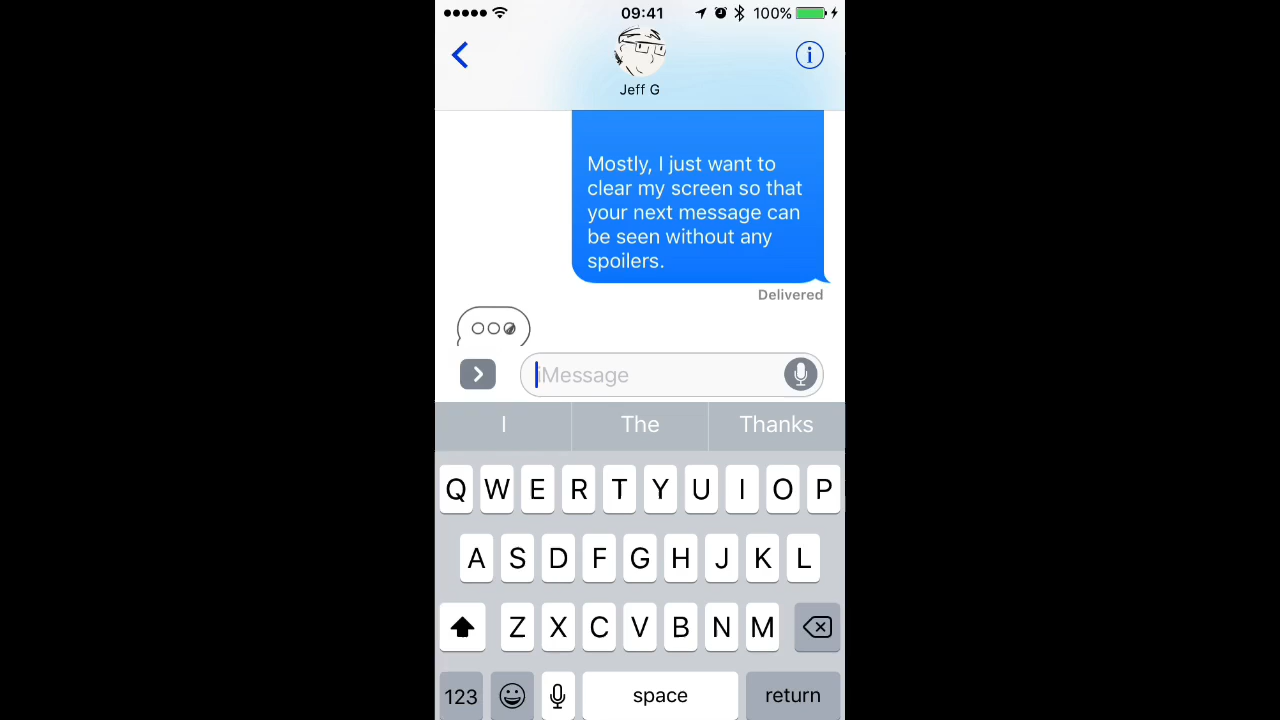 09:41 100%
Jeff G
Mostly, I just want to
clear my screen so that
your next message can
be seen without any
spoilers.
Delivered
iMessage
I The Thanks
Q W E R T Y U I O P
A S D F G H J K L
Z X C V B N M
123 space return